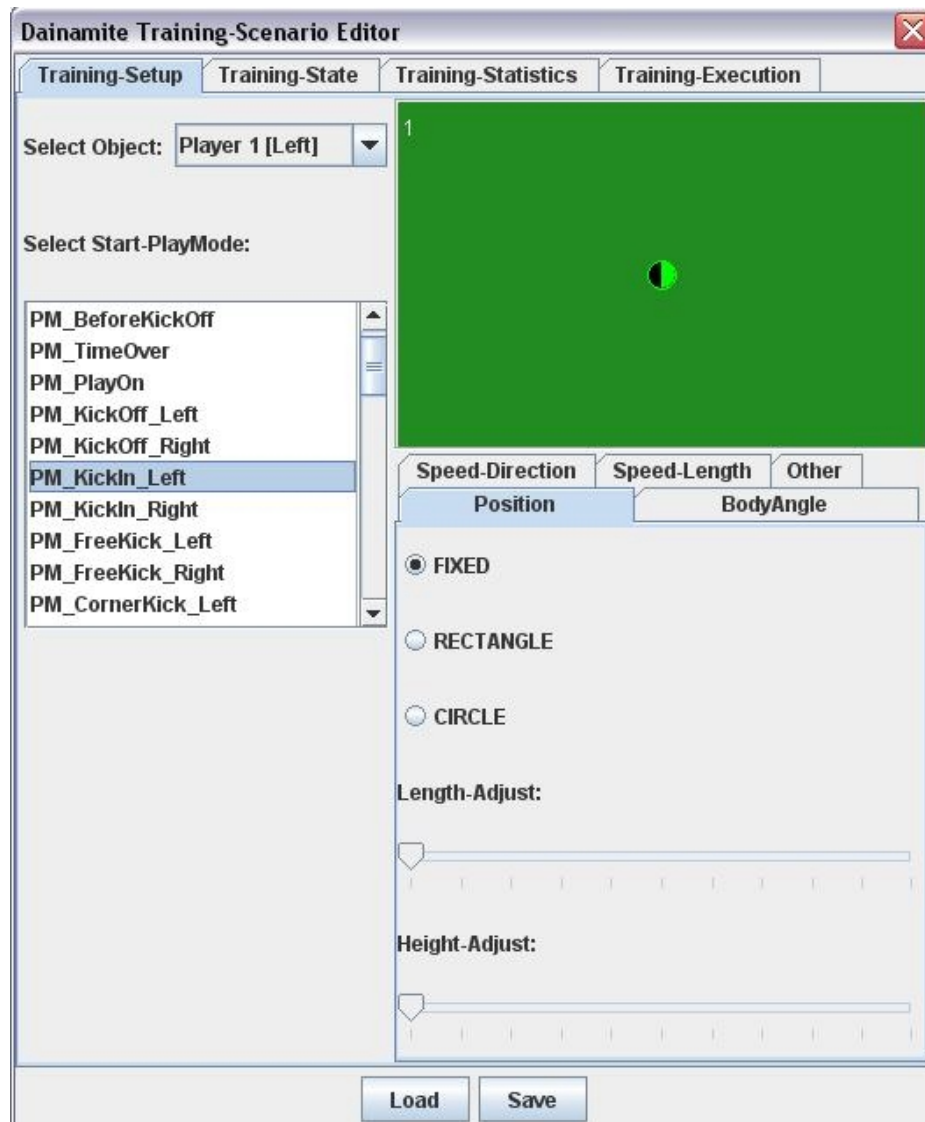 Dainamite Training-Scenario Editor
Training-Setup Training-State Training-Statistics Training-Execution
Select Object: Player 1 [Left]
1
Select Start-PlayMode:
PM_BeforeKickOff
PM_TimeOver
PM_PlayOn
PM_KickOff_Left
PM_KickOff_Right
PM_KickIn_Left
PM_KickIn_Right
PM_FreeKick_Left
PM_FreeKick_Right
PM_CornerKick_Left
Speed-Direction Speed-Length Other
Position BodyAngle
FIXED
RECTANGLE
CIRCLE
Length-Adjust:
Height-Adjust:
Load Save